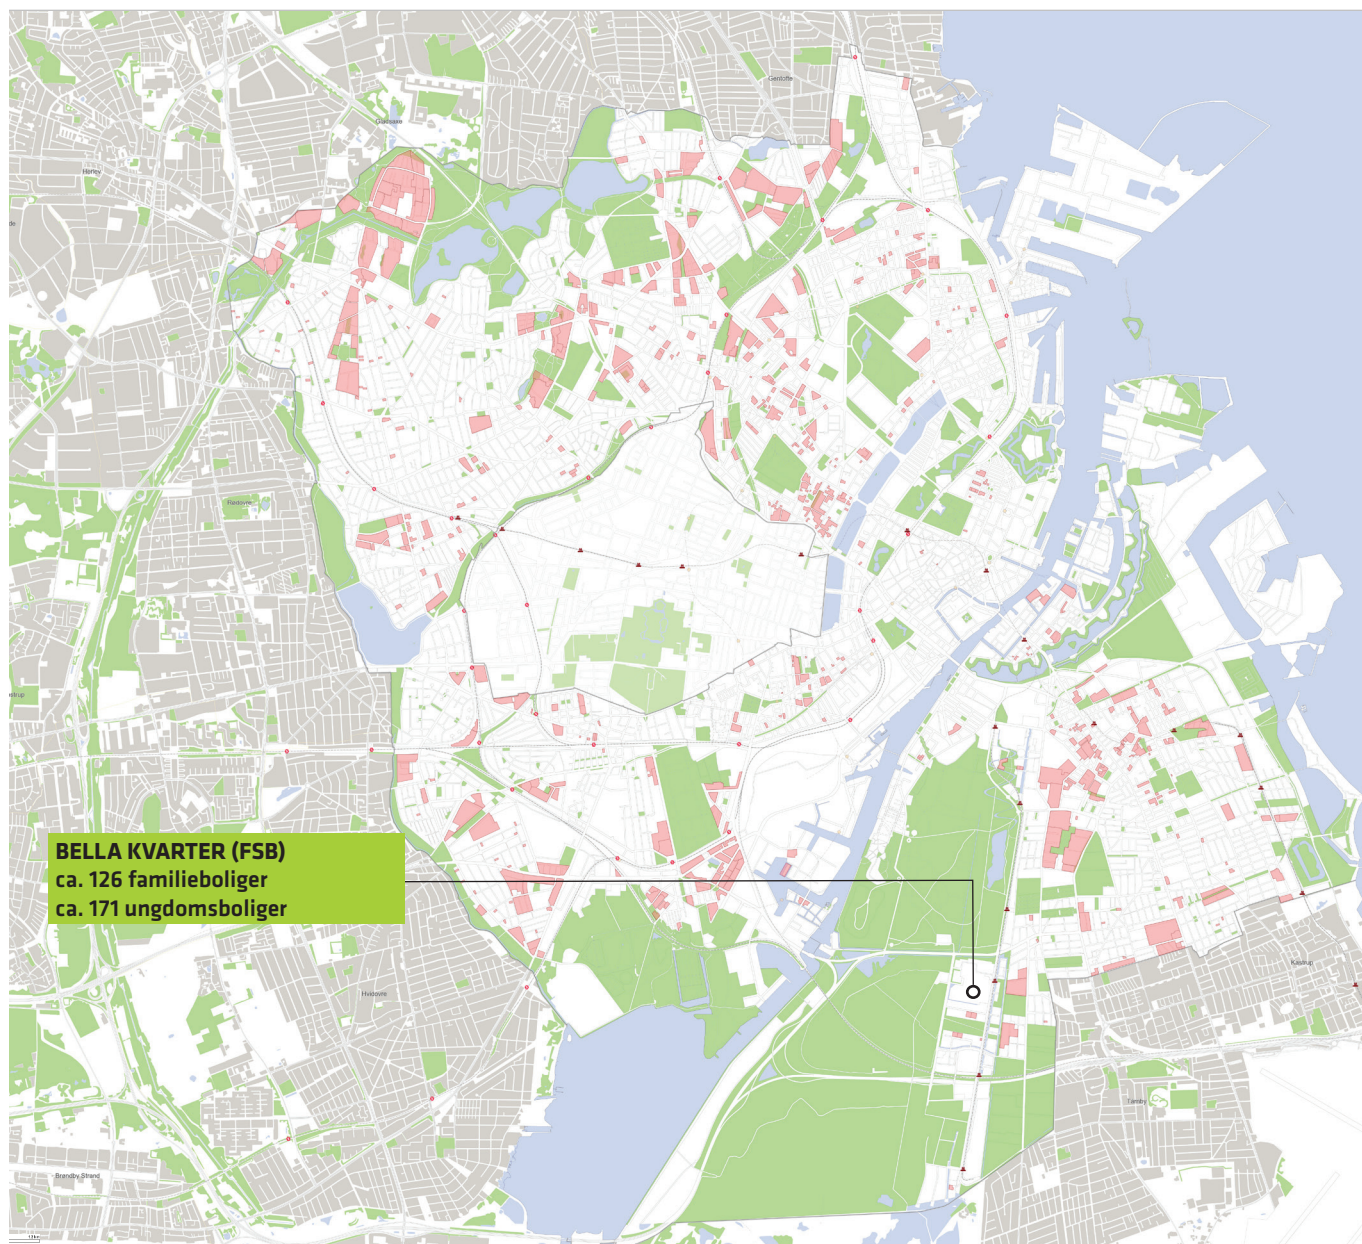 Gentofte
Gladsaxe
Herlev
Rødovre
BELLA KVARTER (FSB)
ca. 126 familieboliger
ca. 171 ungdomsboliger
Kastrup
Hvidovre
Tårnby
Brøndby Strand